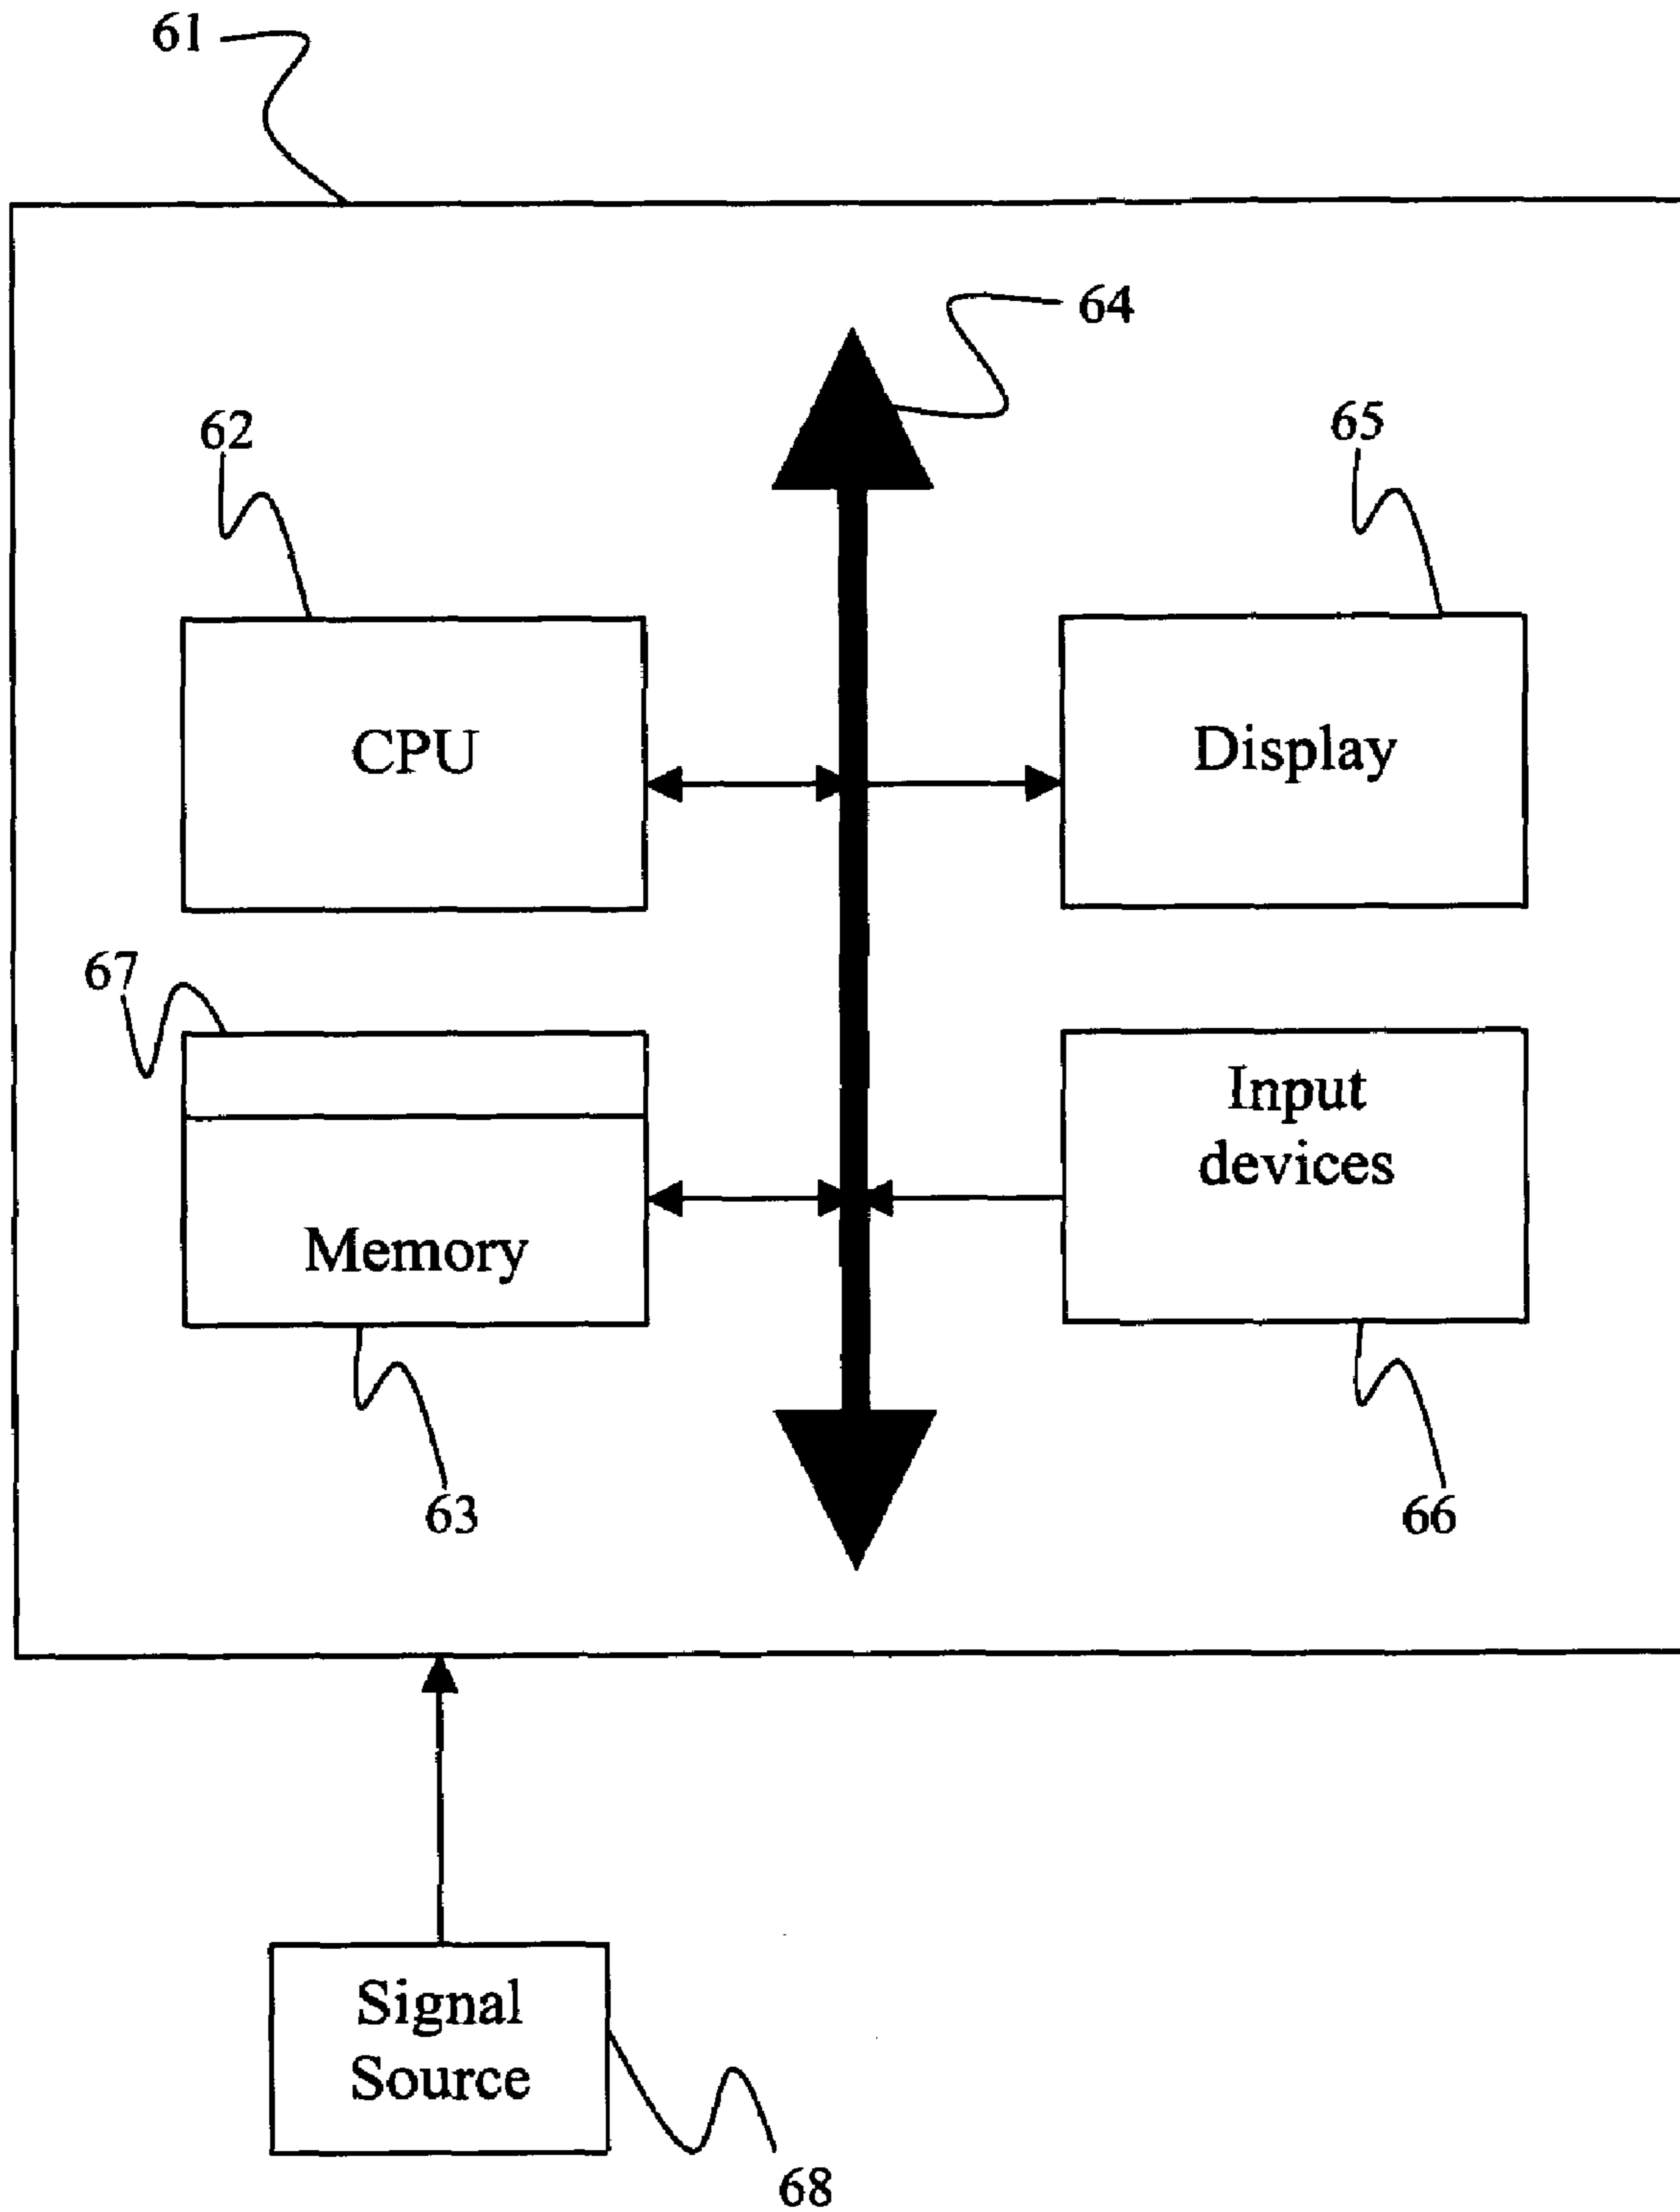 61
64
62
65
CPU
Display
67
Input
devices
Memory
63
66
Signal
Source
68